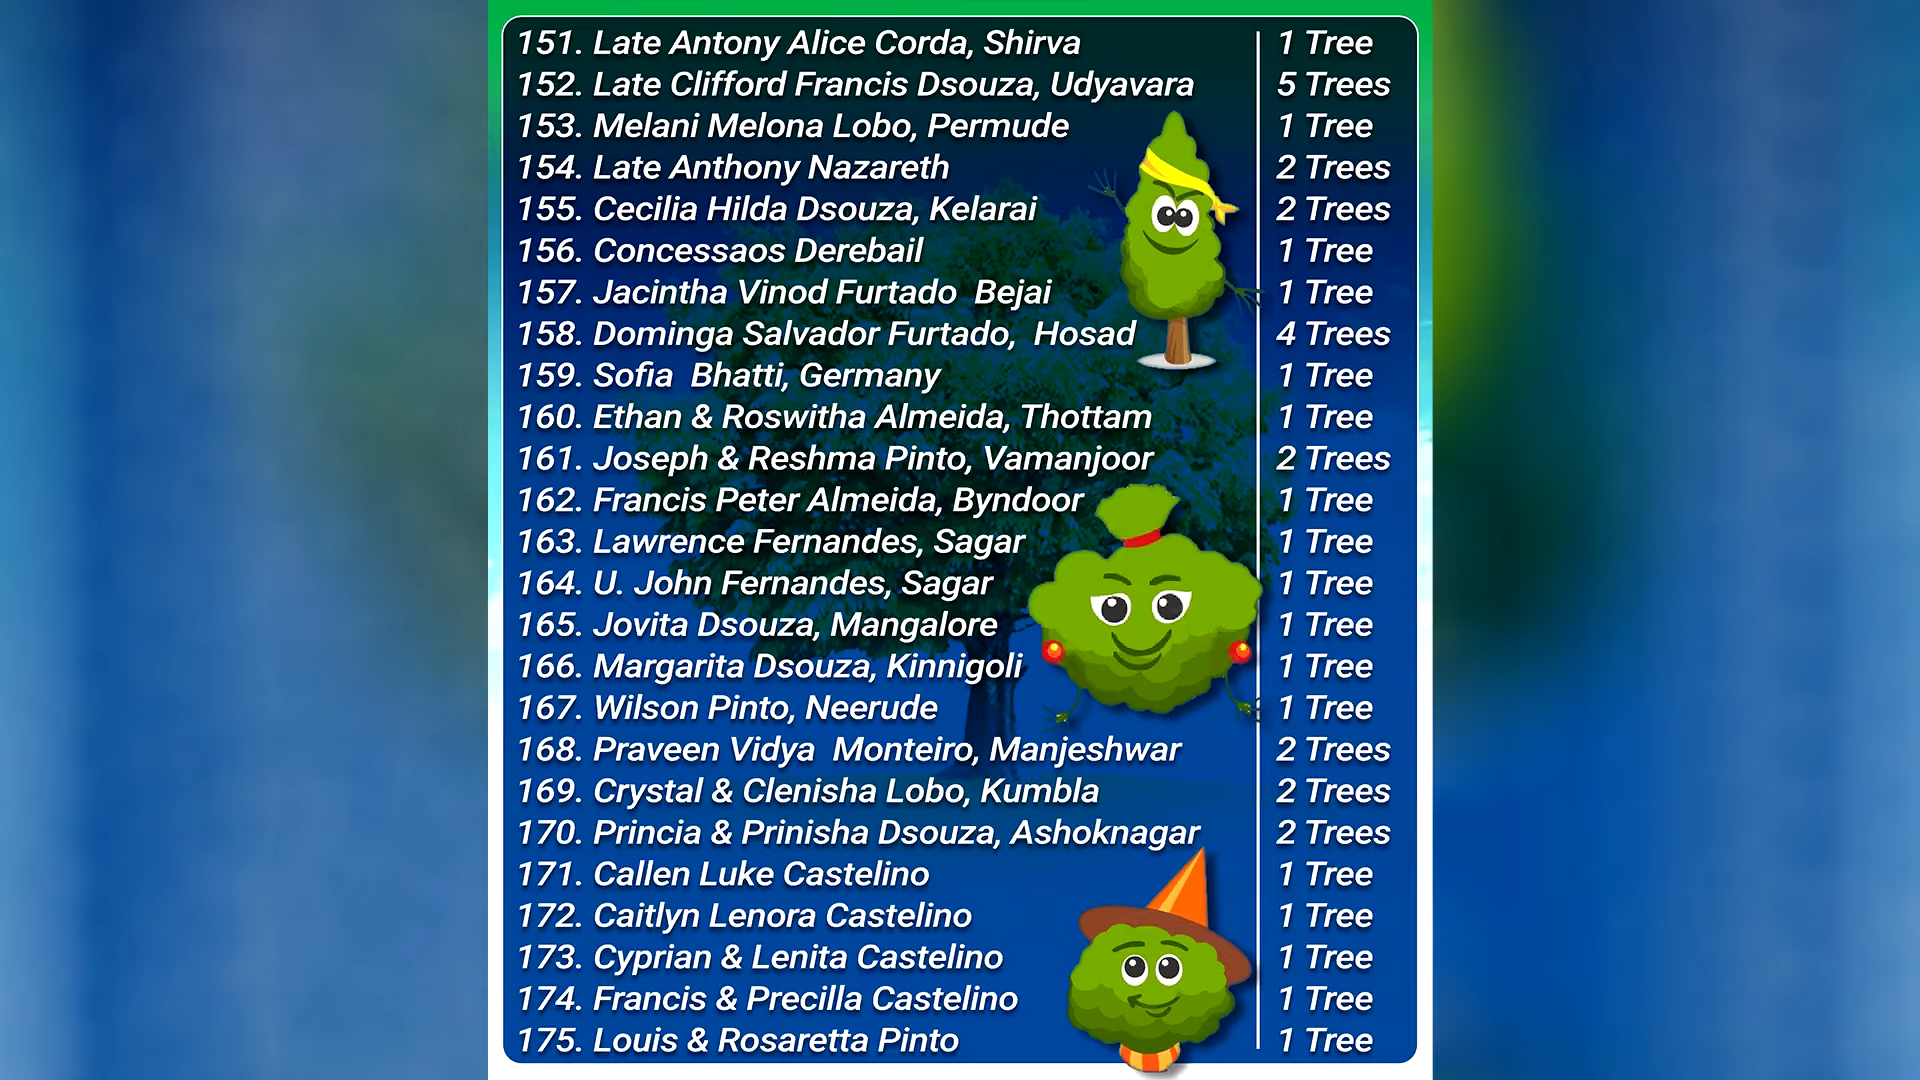 151. Late Antony Alice Corda, Shirva 1 Tree
152. Late Clifford Francis Dsouza, Udyavara 5 Trees
153. Melani Melona Lobo, Permude 1 Tree
154. Late Anthony Nazareth 2 Trees
155. Cecilia Hilda Dsouza, Kelarai 2 Trees
156. Concessaos Derebail 1 Tree
157. Jacintha Vinod Furtado Bejai 1 Tree
158. Dominga Salvador Furtado, Hosad 4 Trees
159. Sofia Bhatti, Germany 1 Tree
160. Ethan & Roswitha Almeida, Thottam 1 Tree
161. Joseph & Reshma Pinto, Vamanjoor 2 Trees
162. Francis Peter Almeida, Byndoor 1 Tree
163. Lawrence Fernandes, Sagar 1 Tree
164. U. John Fernandes, Sagar 1 Tree
165. Jovita Dsouza, Mangalore 1 Tree
166. Margarita Dsouza, Kinnigoli 1 Tree
167. Wilson Pinto, Neerude 1 Tree
168. Praveen Vidya Monteiro, Manjeshwar 2 Trees
169. Crystal & Clenisha Lobo, Kumbla 2 Trees
170. Princia & Prinisha Dsouza, Ashoknagar 2 Trees
171. Callen Luke Castelino 1 Tree
172. Caitlyn Lenora Castelino 1 Tree
173. Cyprian & Lenita Castelino 1 Tree
174. Francis & Precilla Castelino 1 Tree
175. Louis & Rosaretta Pinto 1 Tree